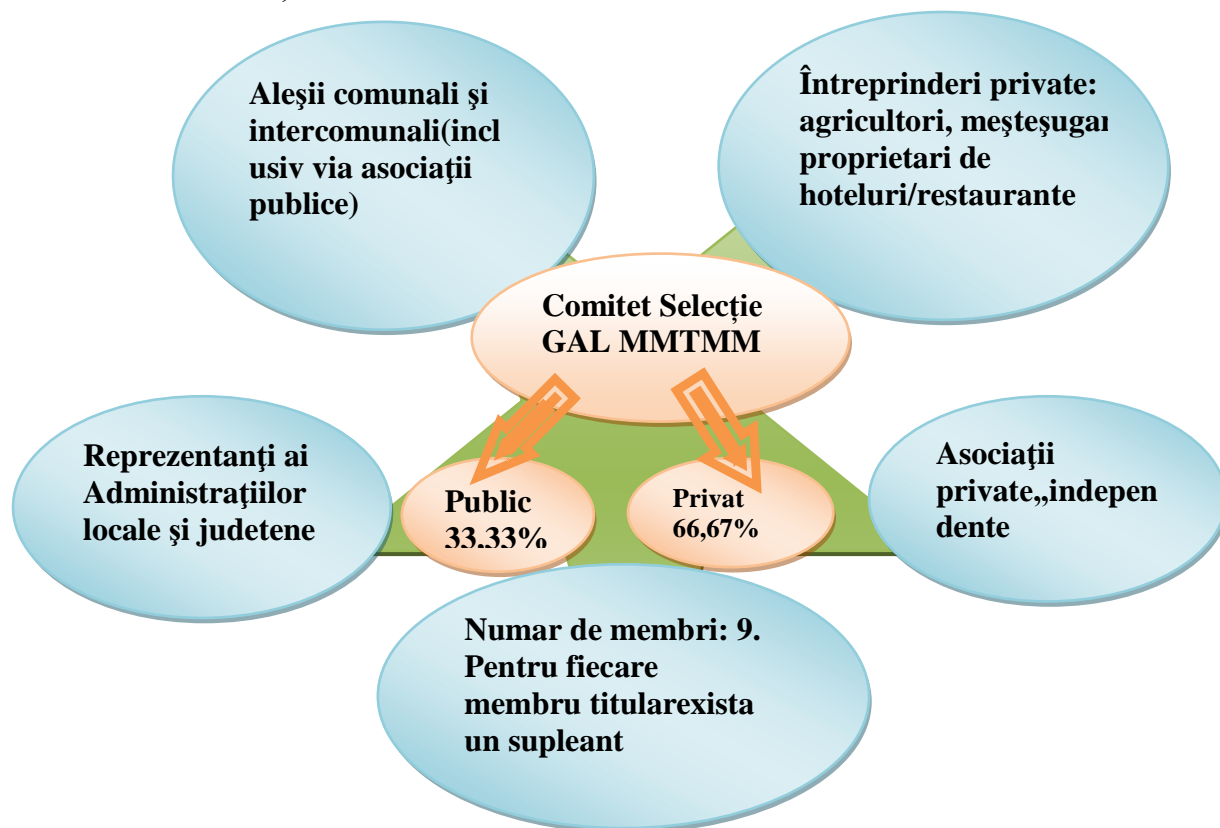 Aleşii comunali şi
intercomunali(incl
usiv via asociaţii
publice)
Întreprinderi private:
agricultori, meşteşugar
proprietari de
hoteluri/restaurante
Comitet Selecție
GAL MMTMM
Reprezentanţi ai
Administraţiilor
locale şi judetene
Public
33,33%
Privat
66,67%
Asociaţii
private,,indepen
dente
Numar de membri: 9.
Pentru fiecare
membru titularexista
un supleant